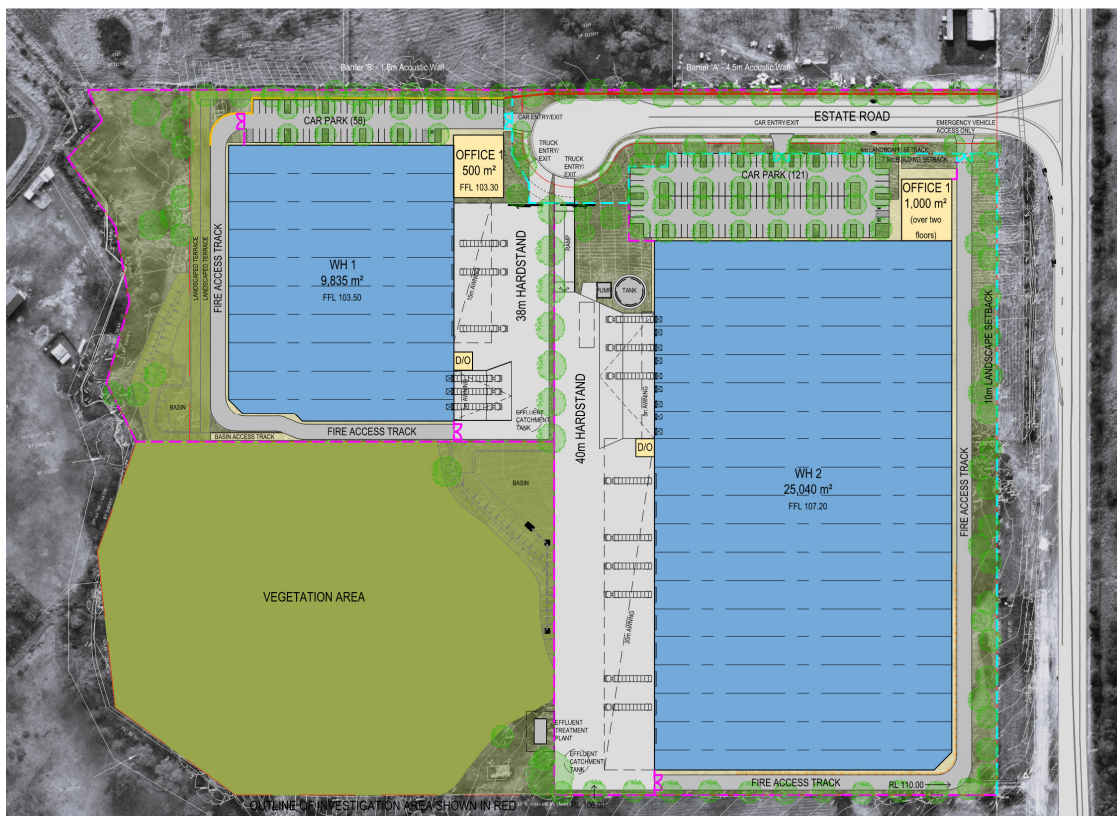 Barrier 'B' - 1.8m Acoustic Wall
Barrier 'A' - 4.5m Acoustic Wall
CAR PARK (58)
CAR ENTRY/EXIT
ESTATE ROAD
CAR ENTRY/EXIT
EMERGENCY VEHICLE
ACCESS ONLY
TRUCK
ENTRY/
EXIT
TRUCK
ENTRY/
EXIT
4m LANDSCAPE SETBACK
7.5m BUILDING SETBACK
OFFICE 1
500 m²
FFL 103.30
CAR PARK (121)
OFFICE 1
1,000 m²
(over two
floors)
LANDSCAPED TERRACE
LANDSCAPED TERRACE
FIRE ACCESS TRACK
WH 1
9,835 m²
FFL 103.50
15m AWNING
38m HARDSTAND
RAMP
PUMP
TANK
10m LANDSCAPE SETBACK
D/O
AWNING
BASIN
EFFLUENT
CATCHMENT
TANK
FIRE ACCESS TRACK
BASIN ACCESS TRACK
40m HARDSTAND
AWNING
D/O
BASIN
WH 2
25,040 m²
FFL 107.20
FIRE ACCESS TRACK
VEGETATION AREA
20m AWNING
EFFLUENT
TREATMENT
PLANT
EFFLUENT
CATCHMENT
TANK
FIRE ACCESS TRACK
RL 110.00
OUTLINE OF INVESTIGATION AREA SHOWN IN RED
RL 106.00